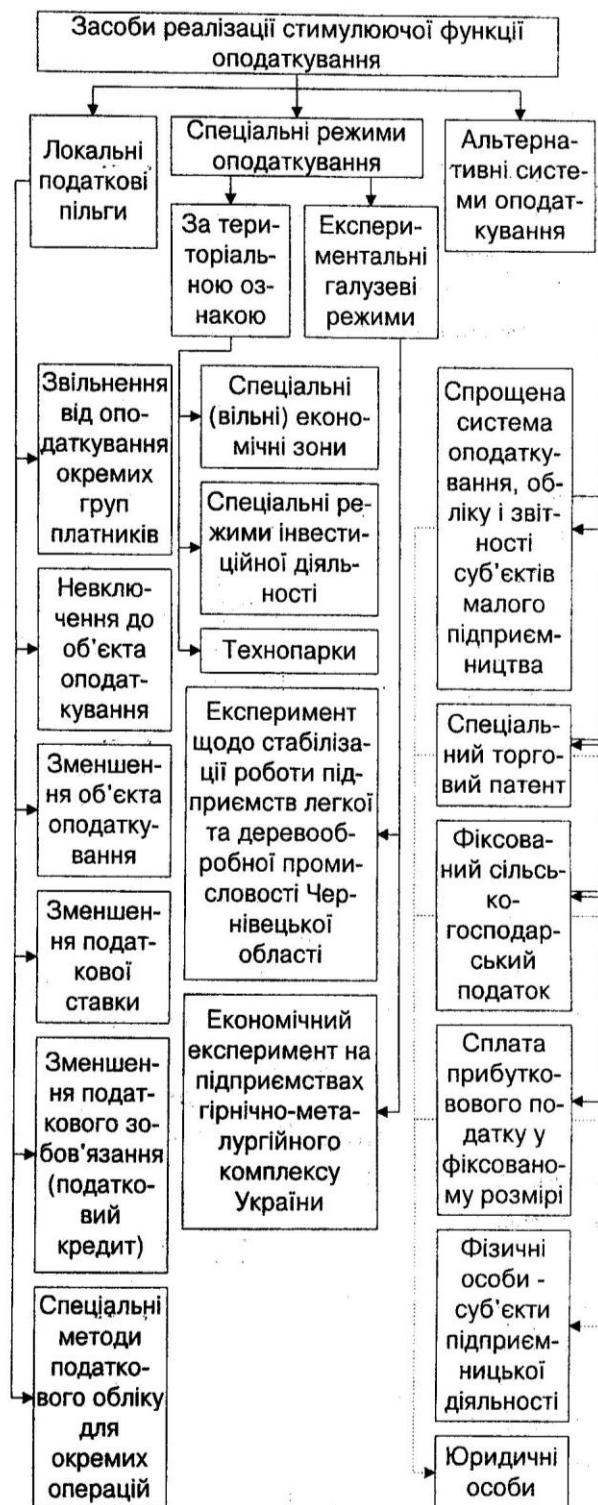 Засоби реалізації стимулюючої функції
оподаткування
Локальні
податкові
пільги
Спеціальні режими
оподаткування
Альтерна-
тивні систе-
ми оподат-
кування
За тери-
торіаль-
ною оз-
накою
Експери-
ментальні
галузеві
режими
Звільнення
від опо-
даткування
окремих
груп
платників
Невклю-
чення до
об'єкта
оподат-
кування
Зменшен-
ня об'єкта
оподатку-
вання
Зменшен-
ня подат-
кової
ставки
Зменшен-
ня подат-
кового зо-
бов'язання
(податко-
вий
кредит)
Спеціальні
методи
податко-
вого обліку
для
окремих
операцій
Спеціальні
(вільні) еконо-
мічні зони
Спеціальні ре-
жими інвести-
ційної діяль-
ності
Технопарки
Експеримент
щодо стабіліза-
ції роботи під-
приємств легкої
та деревооб-
робної проми-
словості Чер-
нівецької
області
Економічний
експеримент на
підприємствах
гірнично-мета-
лургійного
комплексу
України
Спрощена
система
оподатку-
вання, об-
ліку і звіт-
ності
суб'єктів
малого
підприєм-
ництва
Спеціаль-
ний торго-
вий патент
Фіксова-
ний сільсь-
ко-
господар-
ський
податок
Сплата
прибутко-
вового по-
датку у
фіксовано-
му розмірі
Фізичні
особи -
суб'єкти
підприєм-
ницької
діяльності
Юридичні
особи